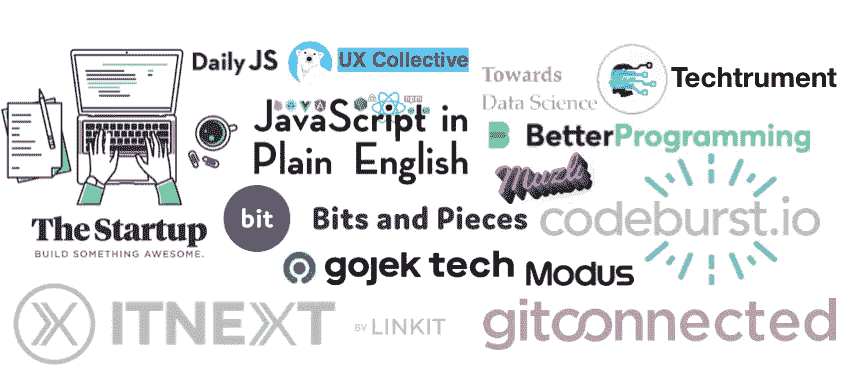 Daily JS
UX Collective
Towards
Data Science
Techtrument
JavaScript in
Plain English
BetterProgramming
Muzli
The Startup
BUILD SOMETHING AWESOME.
bit
Bits and Pieces
codeburst.io
gojek tech
Modus
ITNEXT
BY LINKIT
gitconnected